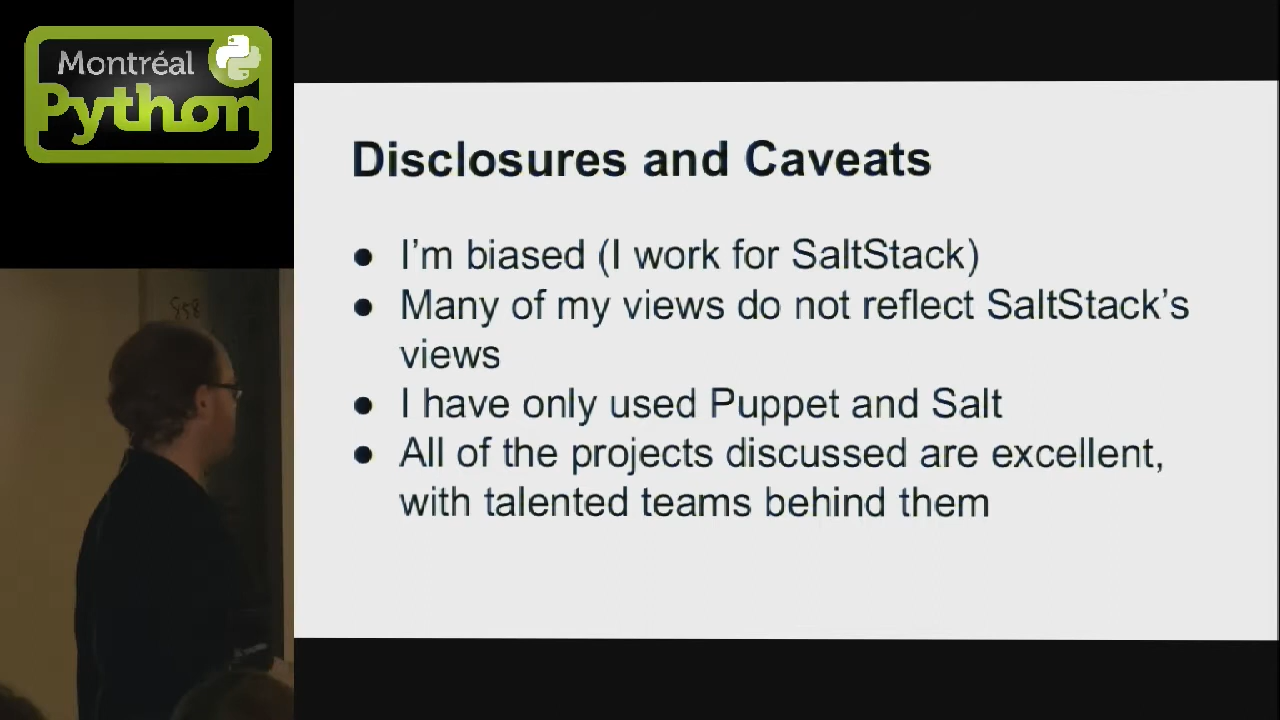 Montréal
Python
Disclosures and Caveats
● I'm biased (I work for SaltStack)
● Many of my views do not reflect SaltStack's
views
● I have only used Puppet and Salt
● All of the projects discussed are excellent,
with talented teams behind them
558